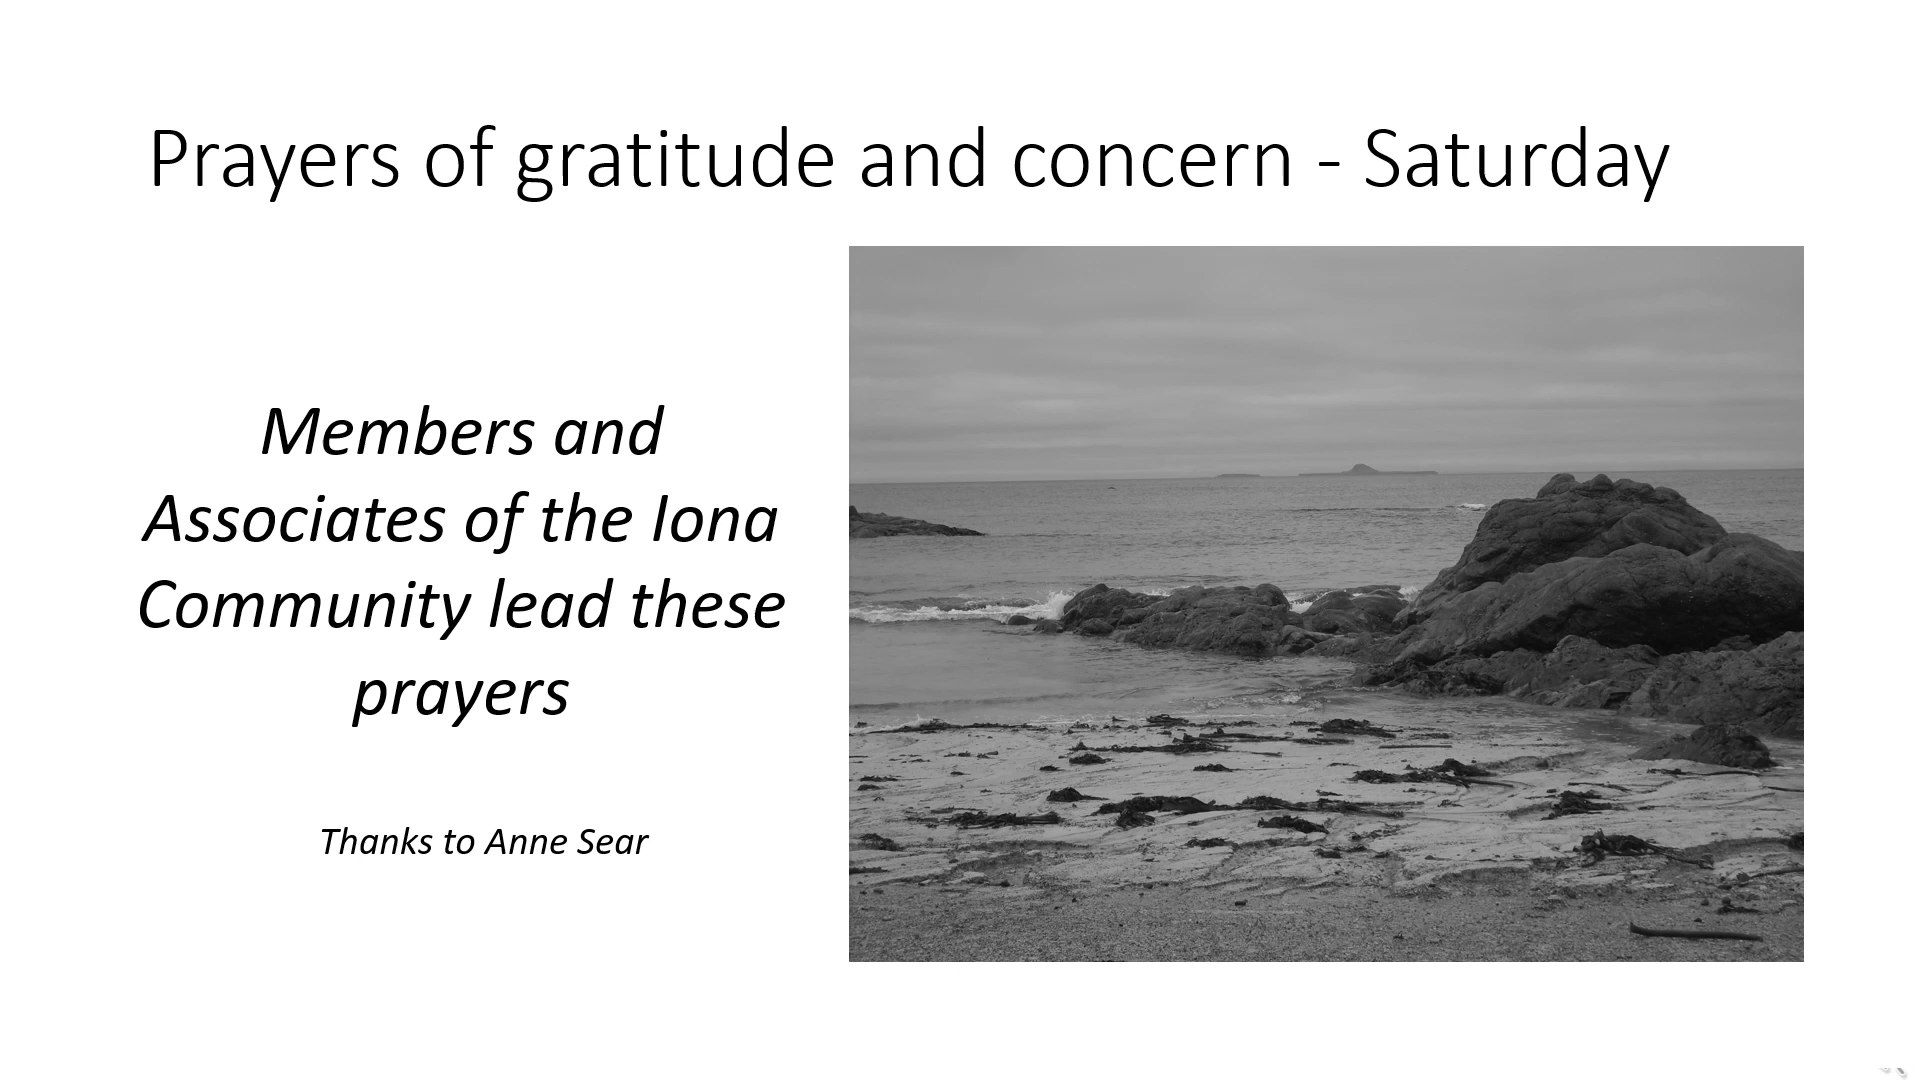 Prayers of gratitude and concern - Saturday
Members and
Associates of the Iona
Community lead these
prayers
Thanks to Anne Sear